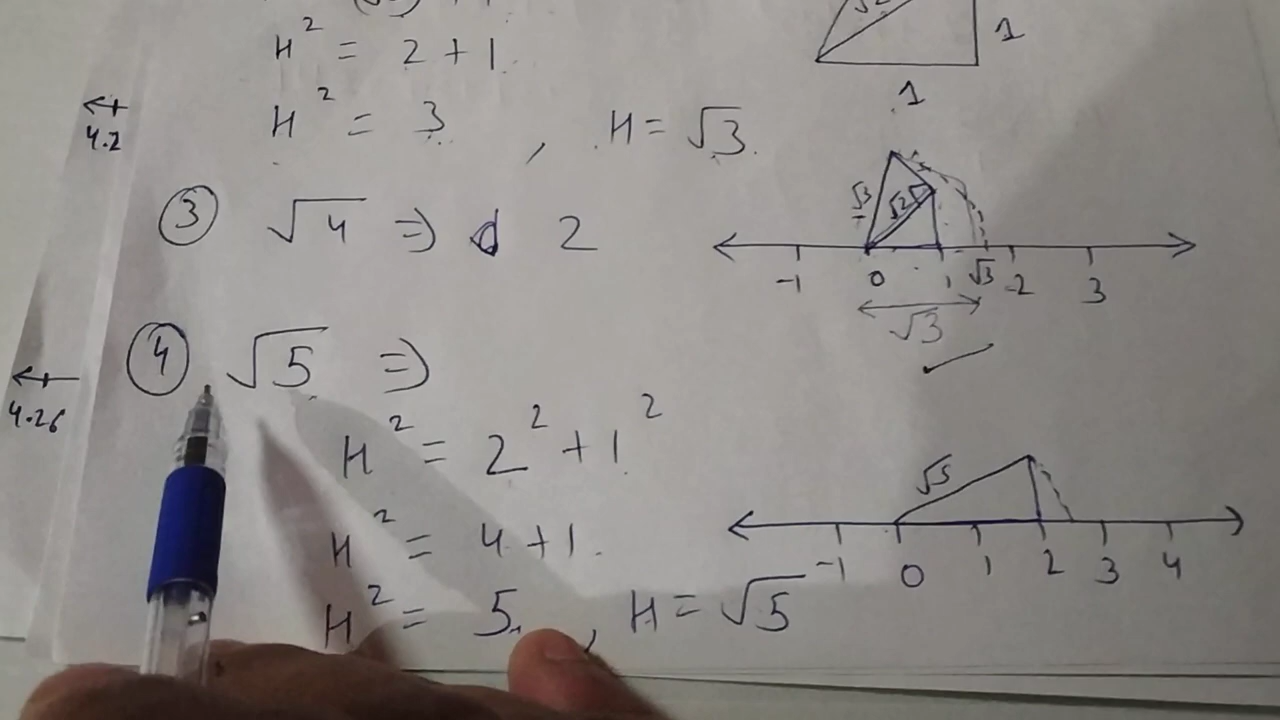 H² = 2 + 1
H² = 3 , H = √3
③ √4 ⇒ 2
④ √5 ⇒
H² = 2² + 1²
H² = 4 + 1
H² = 5 , H = √5
4.2
4.26
√2 1
1
√3 √2
-1 0 1 √3 2 3
√3
√5
-1 0 1 2 3 4